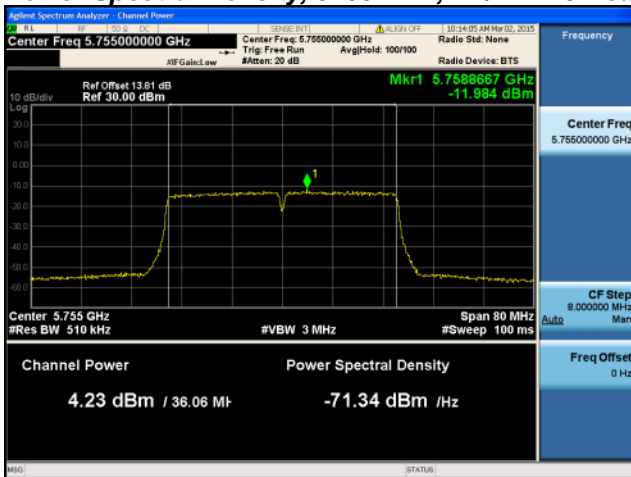 Agilent Spectrum Analyzer - Channel Power
RL RF 50 Ω DC SENSE:INT ALIGN OFF 10:14:05 AM Mar 02, 2015
Center Freq 5.755000000 GHz Center Freq: 5.755000000 GHz Radio Std: None
Trig: Free Run Avg|Hold: 100/100
#IFGain:Low #Atten: 20 dB Radio Device: BTS
Mkr1 5.7588667 GHz
-11.984 dBm
Ref Offset 13.81 dB
10 dB/div Ref 30.00 dBm
Log
20.0
10.0
0.00
-10.0
-20.0
-30.0
-40.0
-50.0
-60.0
1
Center 5.755 GHz Span 80 MHz
#Res BW 510 kHz #VBW 3 MHz #Sweep 100 ms
Channel Power Power Spectral Density
4.23 dBm / 36.06 MH -71.34 dBm /Hz
MSG STATUS
Frequency
Center Freq
5.755000000 GHz
CF Step
8.000000 MHz
Auto Man
Freq Offset
0 Hz